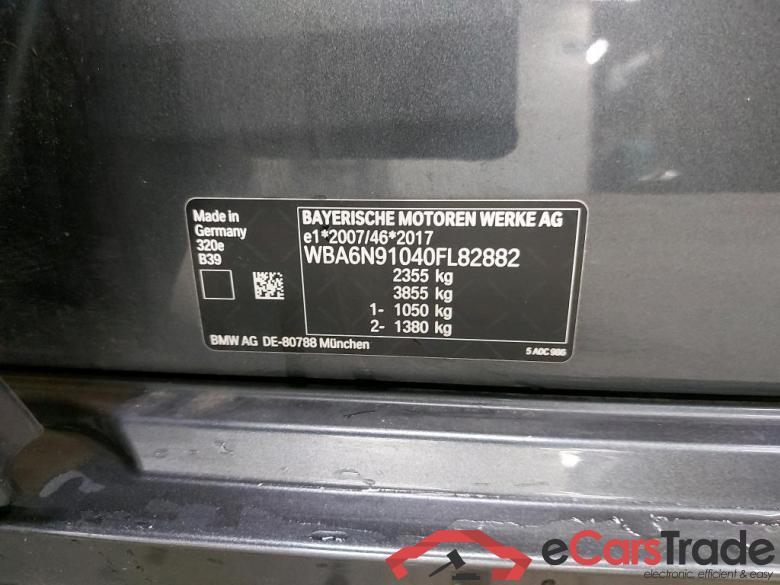 Made in
Germany
320e
B39
BAYERISCHE MOTOREN WERKE AG
e1*2007/46*2017
WBA6N91040FL82882
2355 kg
3855 kg
1- 1050 kg
2- 1380 kg
BMW AG DE-80788 München
5 A0C 986
eCarsTrade
electronic, efficient & easy